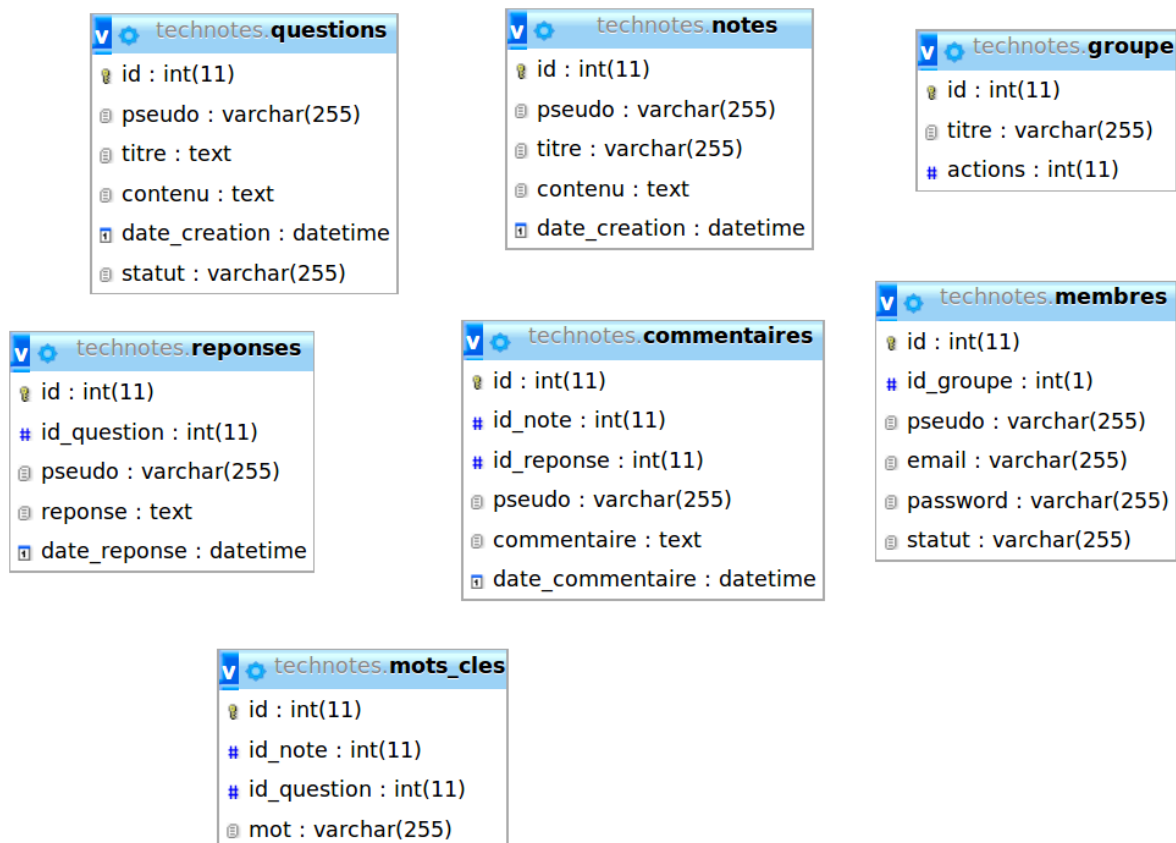 technotes.questions
id : int(11)
pseudo : varchar(255)
titre : text
contenu : text
date_creation : datetime
statut : varchar(255)
technotes.notes
id : int(11)
pseudo : varchar(255)
titre : varchar(255)
contenu : text
date_creation : datetime
technotes.groupe
id : int(11)
titre : varchar(255)
# actions : int(11)
technotes.reponses
id : int(11)
# id_question : int(11)
pseudo : varchar(255)
reponse : text
date_reponse : datetime
technotes.commentaires
id : int(11)
# id_note : int(11)
# id_reponse : int(11)
pseudo : varchar(255)
commentaire : text
date_commentaire : datetime
technotes.membres
id : int(11)
# id_groupe : int(1)
pseudo : varchar(255)
email : varchar(255)
password : varchar(255)
statut : varchar(255)
technotes.mots_cles
id : int(11)
# id_note : int(11)
# id_question : int(11)
mot : varchar(255)